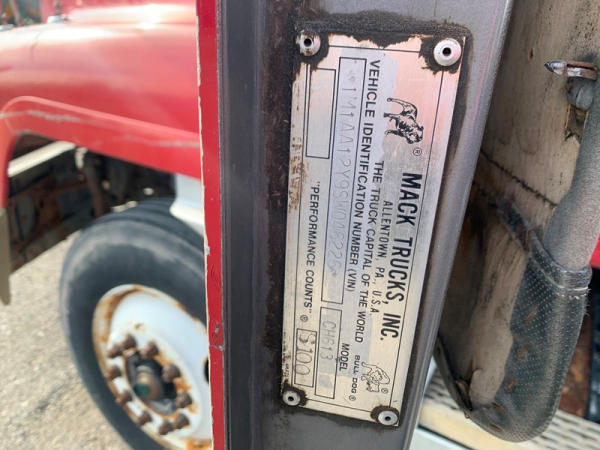 MACK TRUCKS, INC.
ALLENTOWN, PA., U.S.A.
THE TRUCK CAPITAL OF THE WORLD
VEHICLE IDENTIFICATION NUMBER (VIN)
"PERFORMANCE COUNTS"®
MODEL
CH613
BULL DOG®